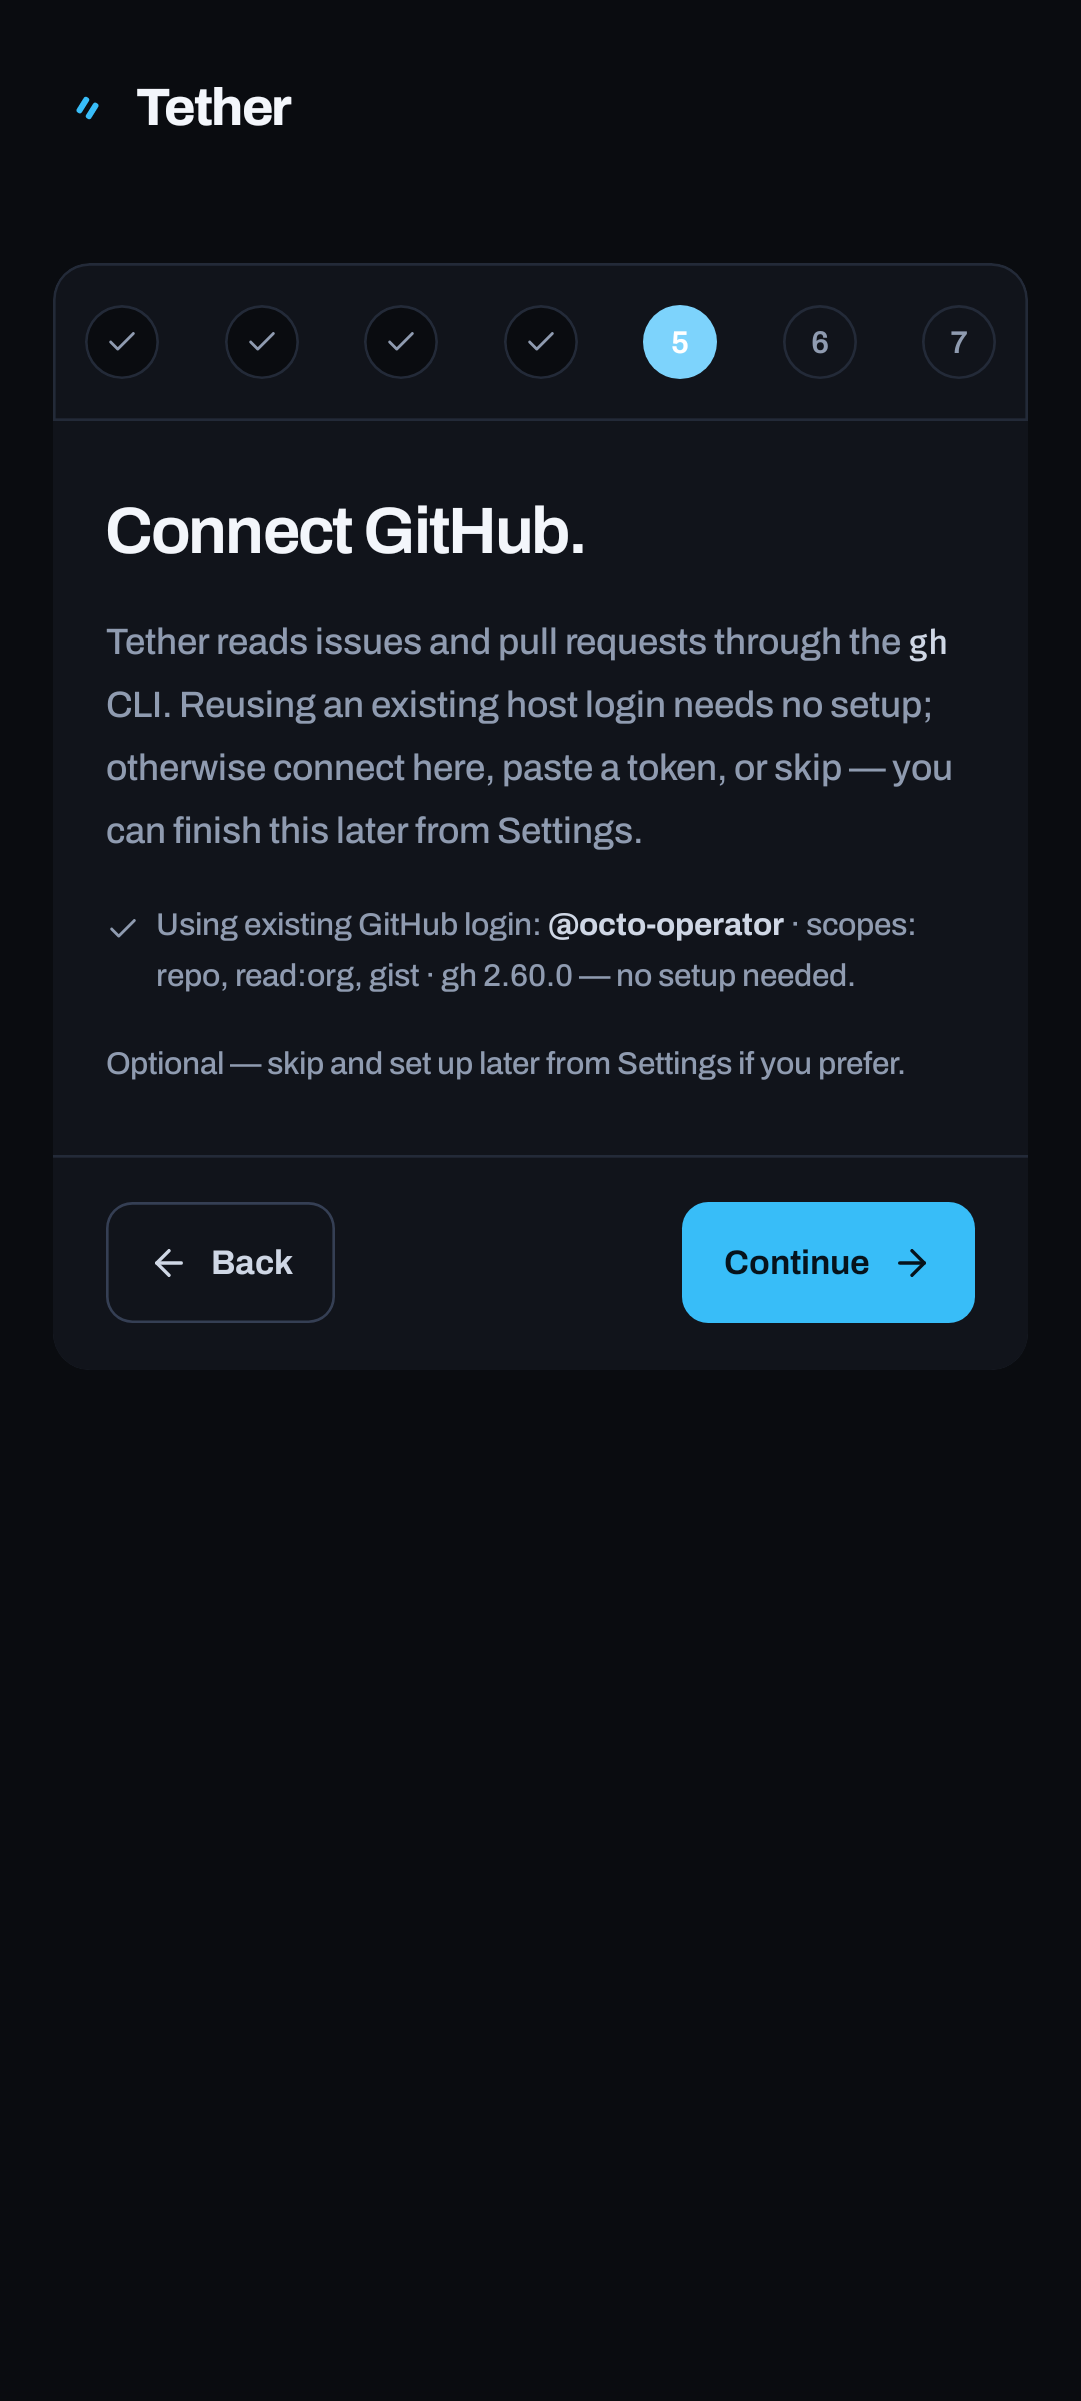 Tether
5 6 7
Connect GitHub.
Tether reads issues and pull requests through the gh
CLI. Reusing an existing host login needs no setup;
otherwise connect here, paste a token, or skip — you
can finish this later from Settings.
Using existing GitHub login: @octo-operator · scopes:
repo, read:org, gist · gh 2.60.0 — no setup needed.
Optional — skip and set up later from Settings if you prefer.
Back Continue